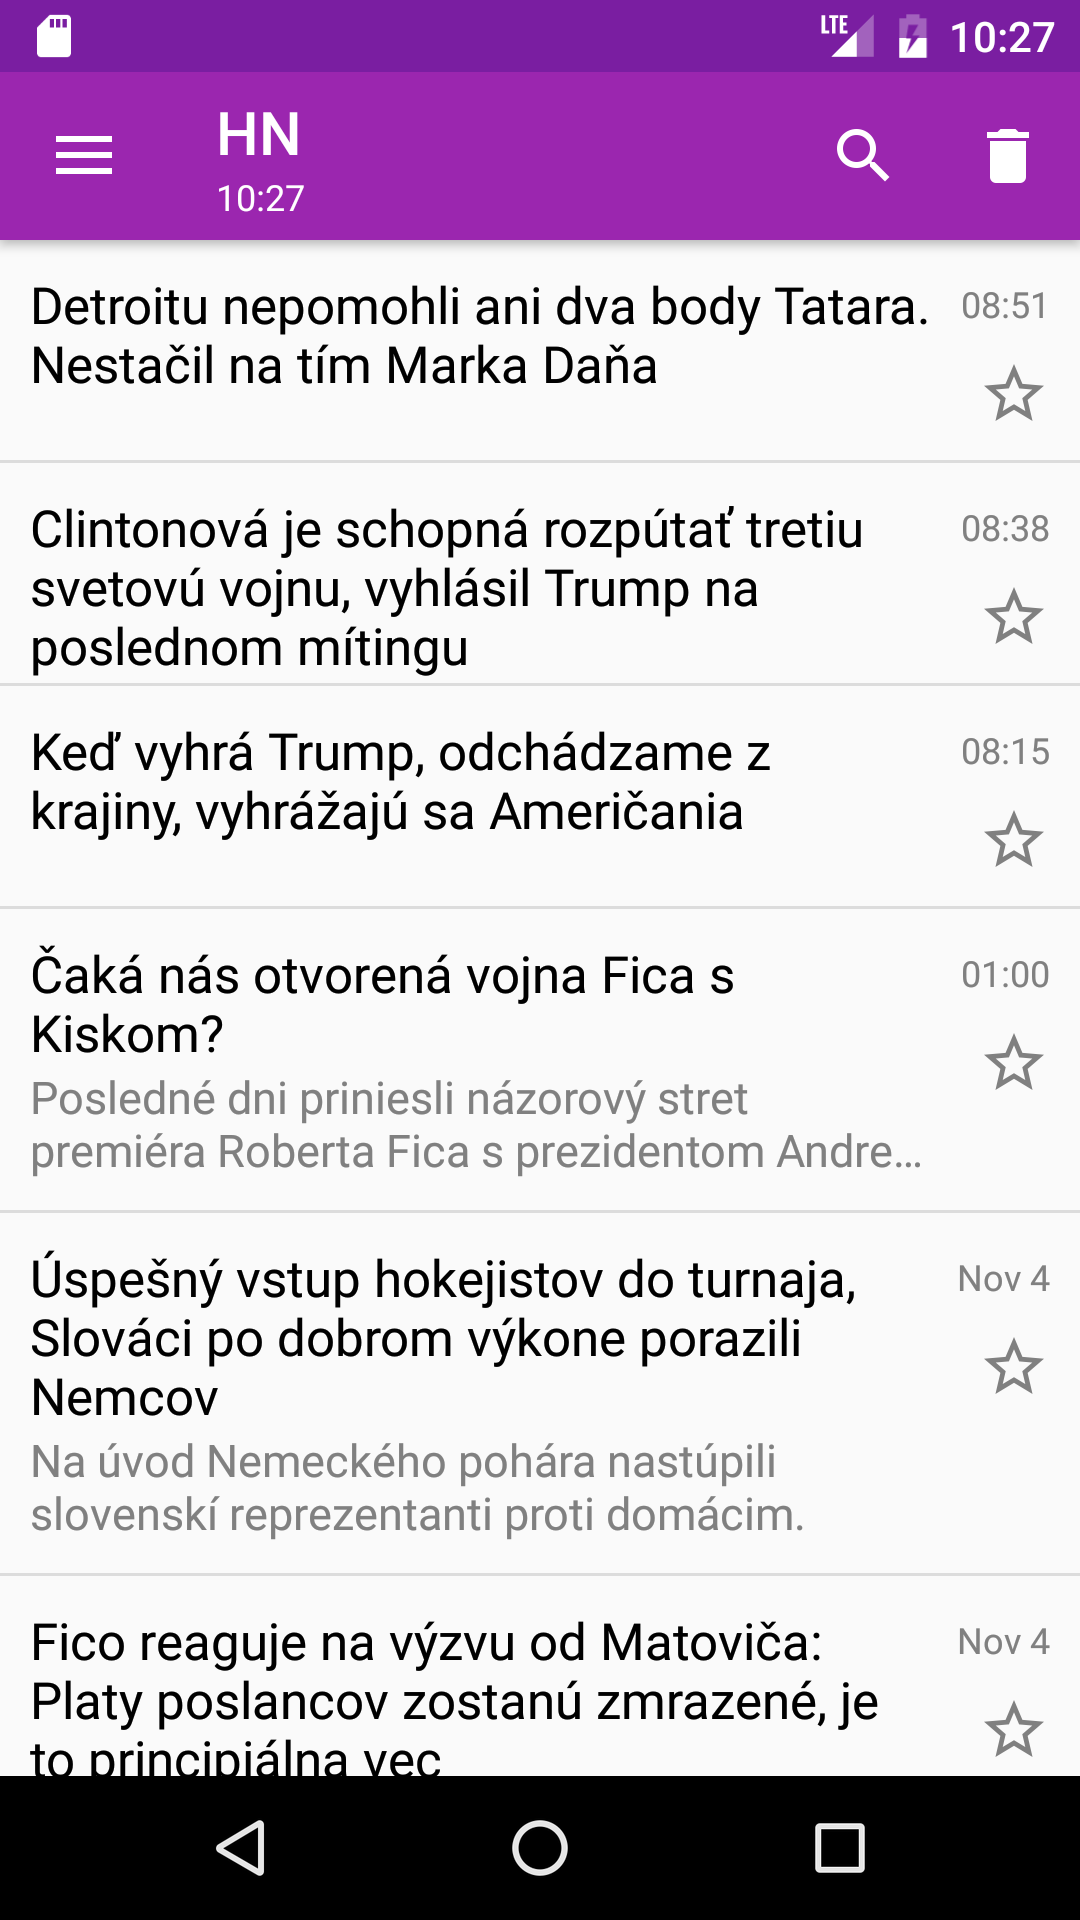 LTE 10:27
HN
10:27
Detroitu nepomohli ani dva body Tatara. 08:51
Nestačil na tím Marka Daňa
Clintonová je schopná rozpútať tretiu 08:38
svetovú vojnu, vyhlásil Trump na
poslednom mítingu
Keď vyhrá Trump, odchádzame z 08:15
krajiny, vyhrážajú sa Američania
Čaká nás otvorená vojna Fica s 01:00
Kiskom?
Posledné dni priniesli názorový stret
premiéra Roberta Fica s prezidentom Andre…
Úspešný vstup hokejistov do turnaja, Nov 4
Slováci po dobrom výkone porazili
Nemcov
Na úvod Nemeckého pohára nastúpili
slovenskí reprezentanti proti domácim.
Fico reaguje na výzvu od Matoviča: Nov 4
Platy poslancov zostanú zmrazené, je
to principiálna vec